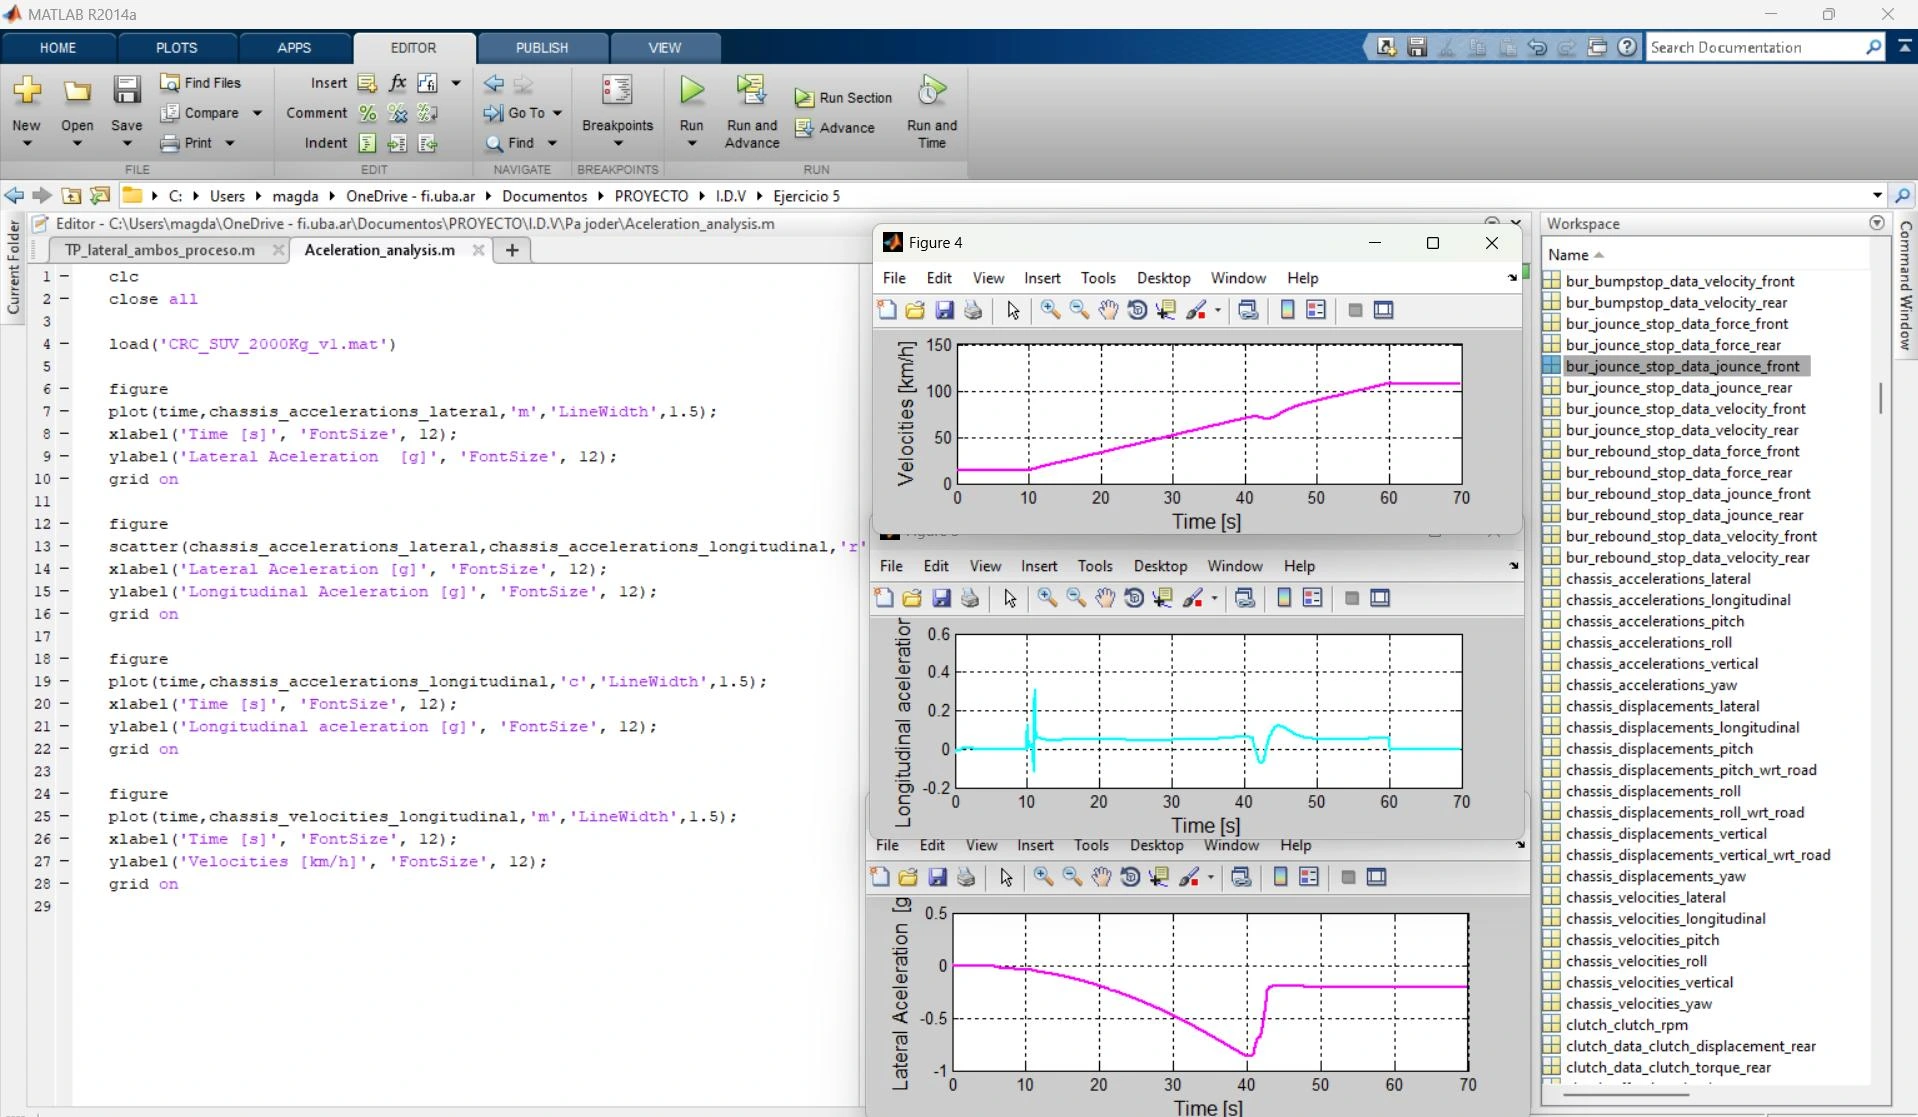 MATLAB R2014a
HOME PLOTS APPS EDITOR PUBLISH VIEW
Search Documentation
New Open Save
Find Files
Compare
Print
FILE
Insert fx
Comment
Indent
EDIT
Go To
Find
NAVIGATE
Breakpoints
BREAKPOINTS
Run
Run and Advance
Run Section
Advance
Run and Time
RUN
C: Users magda OneDrive - fi.uba.ar Documentos PROYECTO I.D.V Ejercicio 5
Current Folder
Editor - C:\Users\magda\OneDrive - fi.uba.ar\Documentos\PROYECTO\I.D.V\Pa joder\Aceleration_analysis.m
TP_lateral_ambos_proceso.m Aceleration_analysis.m +
1 clc
2 close all
3
4 load('CRC_SUV_2000Kg_v1.mat')
5
6 figure
7 plot(time,chassis_accelerations_lateral,'m','LineWidth',1.5);
8 xlabel('Time [s]', 'FontSize', 12);
9 ylabel('Lateral Aceleration  [g]', 'FontSize', 12);
10 grid on
11
12 figure
13 scatter(chassis_accelerations_lateral,chassis_accelerations_longitudinal,'r'
14 xlabel('Lateral Aceleration [g]', 'FontSize', 12);
15 ylabel('Longitudinal Aceleration [g]', 'FontSize', 12);
16 grid on
17
18 figure
19 plot(time,chassis_accelerations_longitudinal,'c','LineWidth',1.5);
20 xlabel('Time [s]', 'FontSize', 12);
21 ylabel('Longitudinal aceleration [g]', 'FontSize', 12);
22 grid on
23
24 figure
25 plot(time,chassis_velocities_longitudinal,'m','LineWidth',1.5);
26 xlabel('Time [s]', 'FontSize', 12);
27 ylabel('Velocities [km/h]', 'FontSize', 12);
28 grid on
29
Figure 4
File Edit View Insert Tools Desktop Window Help
Velocities [km/h]
150
100
50
0
0 10 20 30 40 50 60 70
Time [s]
File Edit View Insert Tools Desktop Window Help
Longitudinal aceleration
0.6
0.4
0.2
0
-0.2
0 10 20 30 40 50 60 70
Time [s]
File Edit View Insert Tools Desktop Window Help
Lateral Aceleration [g
0.5
0
-0.5
-1
0 10 20 30 40 50 60 70
Time [s]
Workspace
Name
bur_bumpstop_data_velocity_front
bur_bumpstop_data_velocity_rear
bur_jounce_stop_data_force_front
bur_jounce_stop_data_force_rear
bur_jounce_stop_data_jounce_front
bur_jounce_stop_data_jounce_rear
bur_jounce_stop_data_velocity_front
bur_jounce_stop_data_velocity_rear
bur_rebound_stop_data_force_front
bur_rebound_stop_data_force_rear
bur_rebound_stop_data_jounce_front
bur_rebound_stop_data_jounce_rear
bur_rebound_stop_data_velocity_front
bur_rebound_stop_data_velocity_rear
chassis_accelerations_lateral
chassis_accelerations_longitudinal
chassis_accelerations_pitch
chassis_accelerations_roll
chassis_accelerations_vertical
chassis_accelerations_yaw
chassis_displacements_lateral
chassis_displacements_longitudinal
chassis_displacements_pitch
chassis_displacements_pitch_wrt_road
chassis_displacements_roll
chassis_displacements_roll_wrt_road
chassis_displacements_vertical
chassis_displacements_vertical_wrt_road
chassis_displacements_yaw
chassis_velocities_lateral
chassis_velocities_longitudinal
chassis_velocities_pitch
chassis_velocities_roll
chassis_velocities_vertical
chassis_velocities_yaw
clutch_clutch_rpm
clutch_data_clutch_displacement_rear
clutch_data_clutch_torque_rear
Command Window